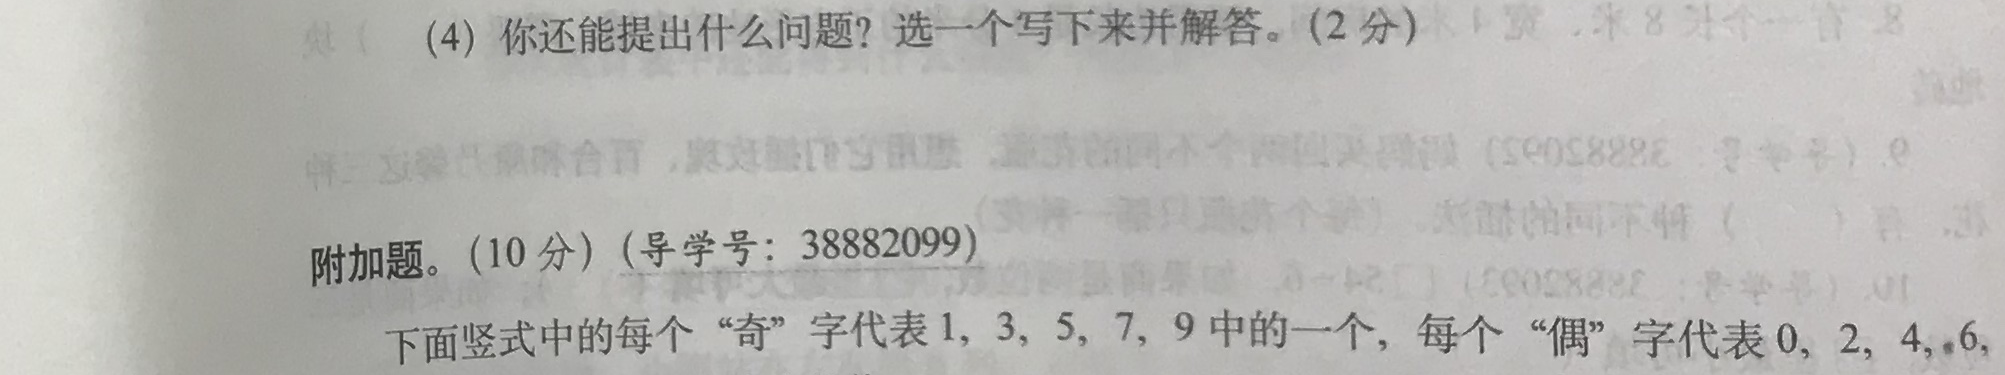 (4) 你还能提出什么问题？选一个写下来并解答。(2 分)
附加题。(10 分) (导学号：38882099)
下面竖式中的每个“奇”字代表 1，3，5，7，9 中的一个，每个“偶”字代表 0，2，4，6，